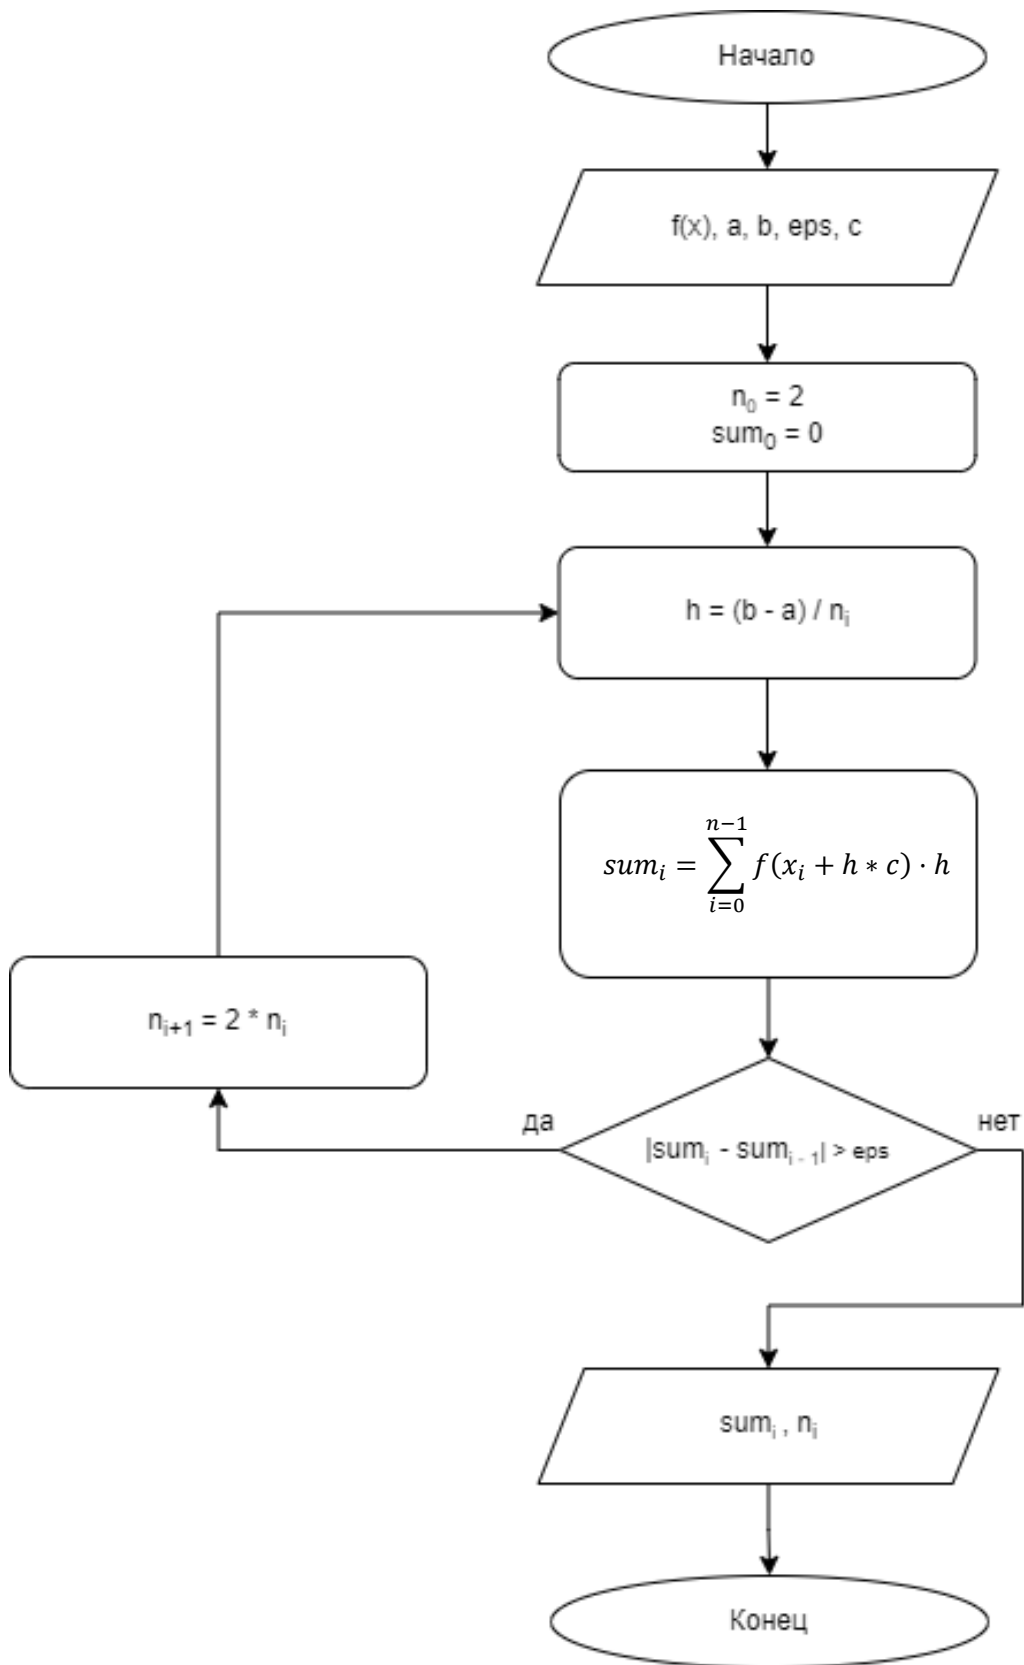 Начало
f(x), a, b, eps, c
n₀ = 2
sum₀ = 0
h = (b - a) / nᵢ
n−1
sumᵢ = ∑ f(xᵢ + h ∗ c) · h
i=0
nᵢ₊₁ = 2 * nᵢ
да
нет
|sumᵢ - sumᵢ ₋ ₁| > eps
sumᵢ , nᵢ
Конец